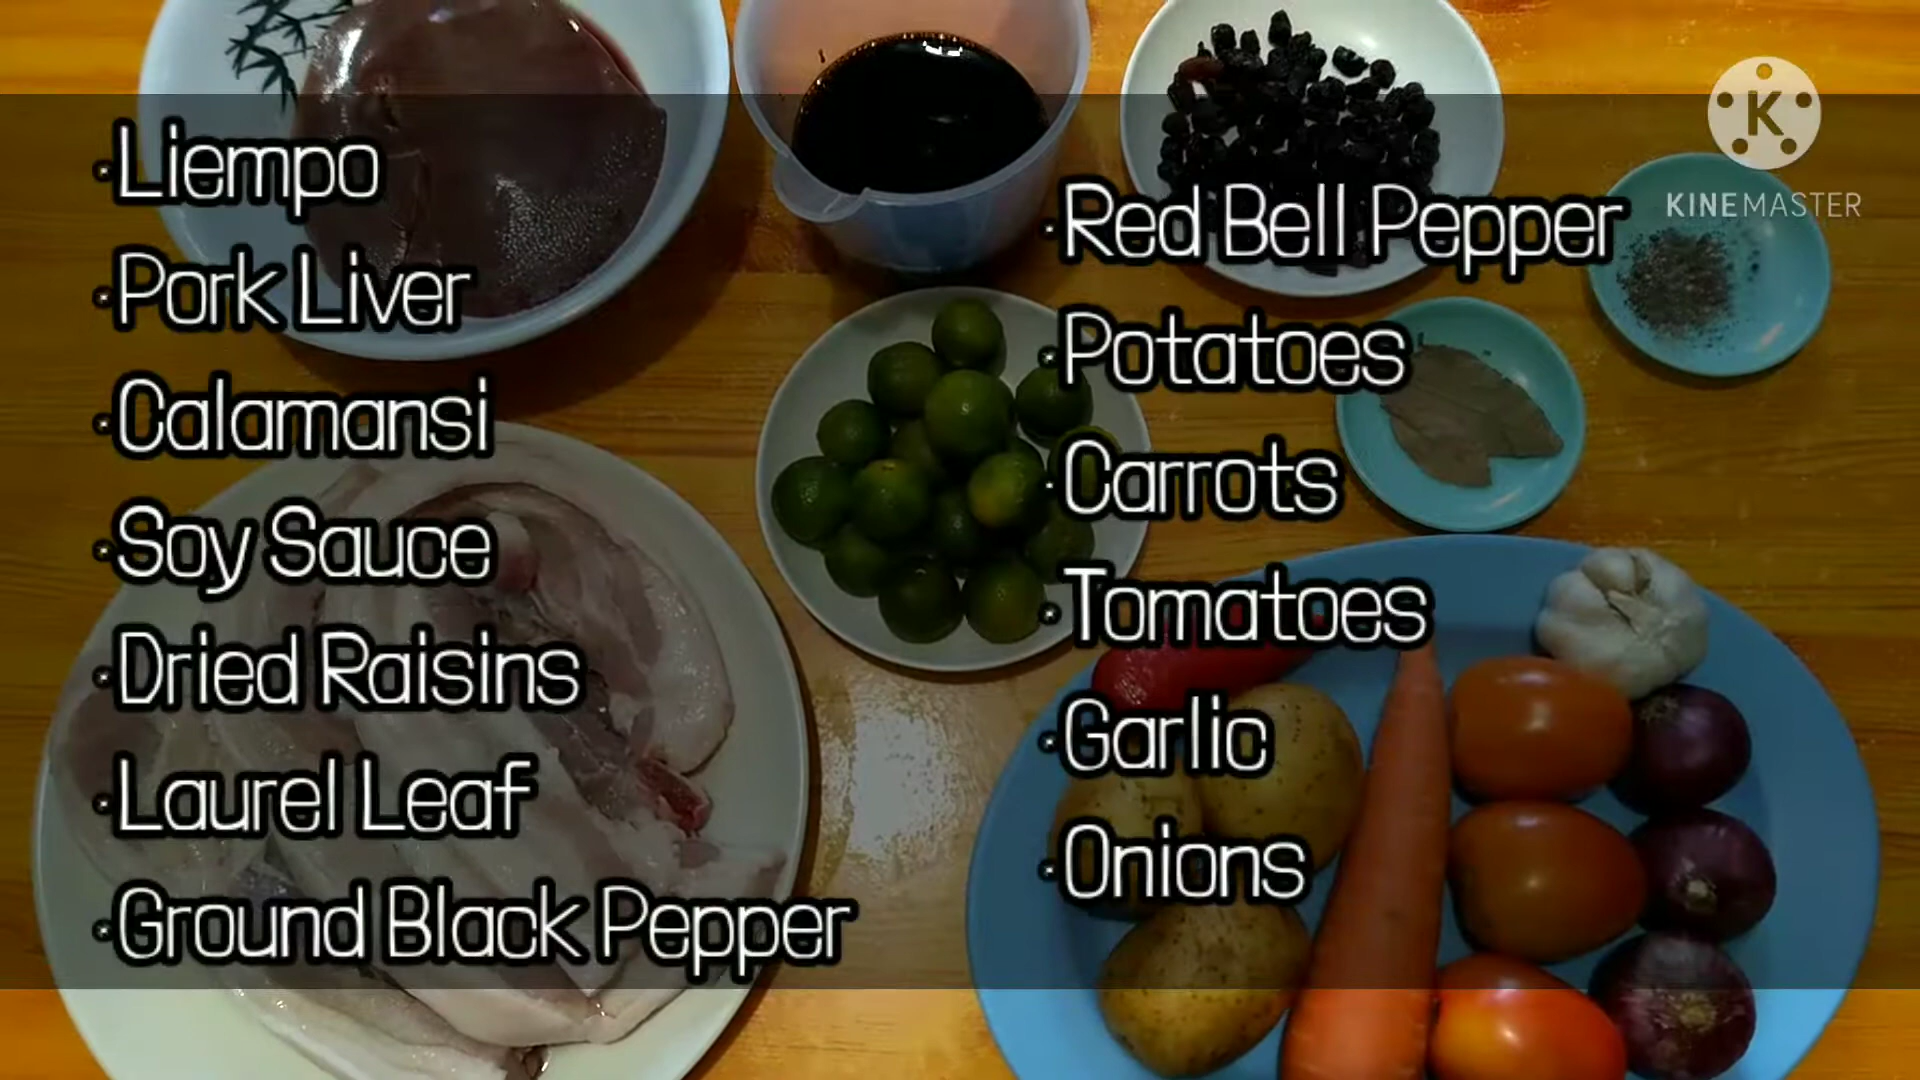 ·Liempo
·Pork Liver
·Calamansi
·Soy Sauce
·Dried Raisins
·Laurel Leaf
·Ground Black Pepper
·Red Bell Pepper
·Potatoes
·Carrots
·Tomatoes
·Garlic
·Onions
K
KINEMASTER